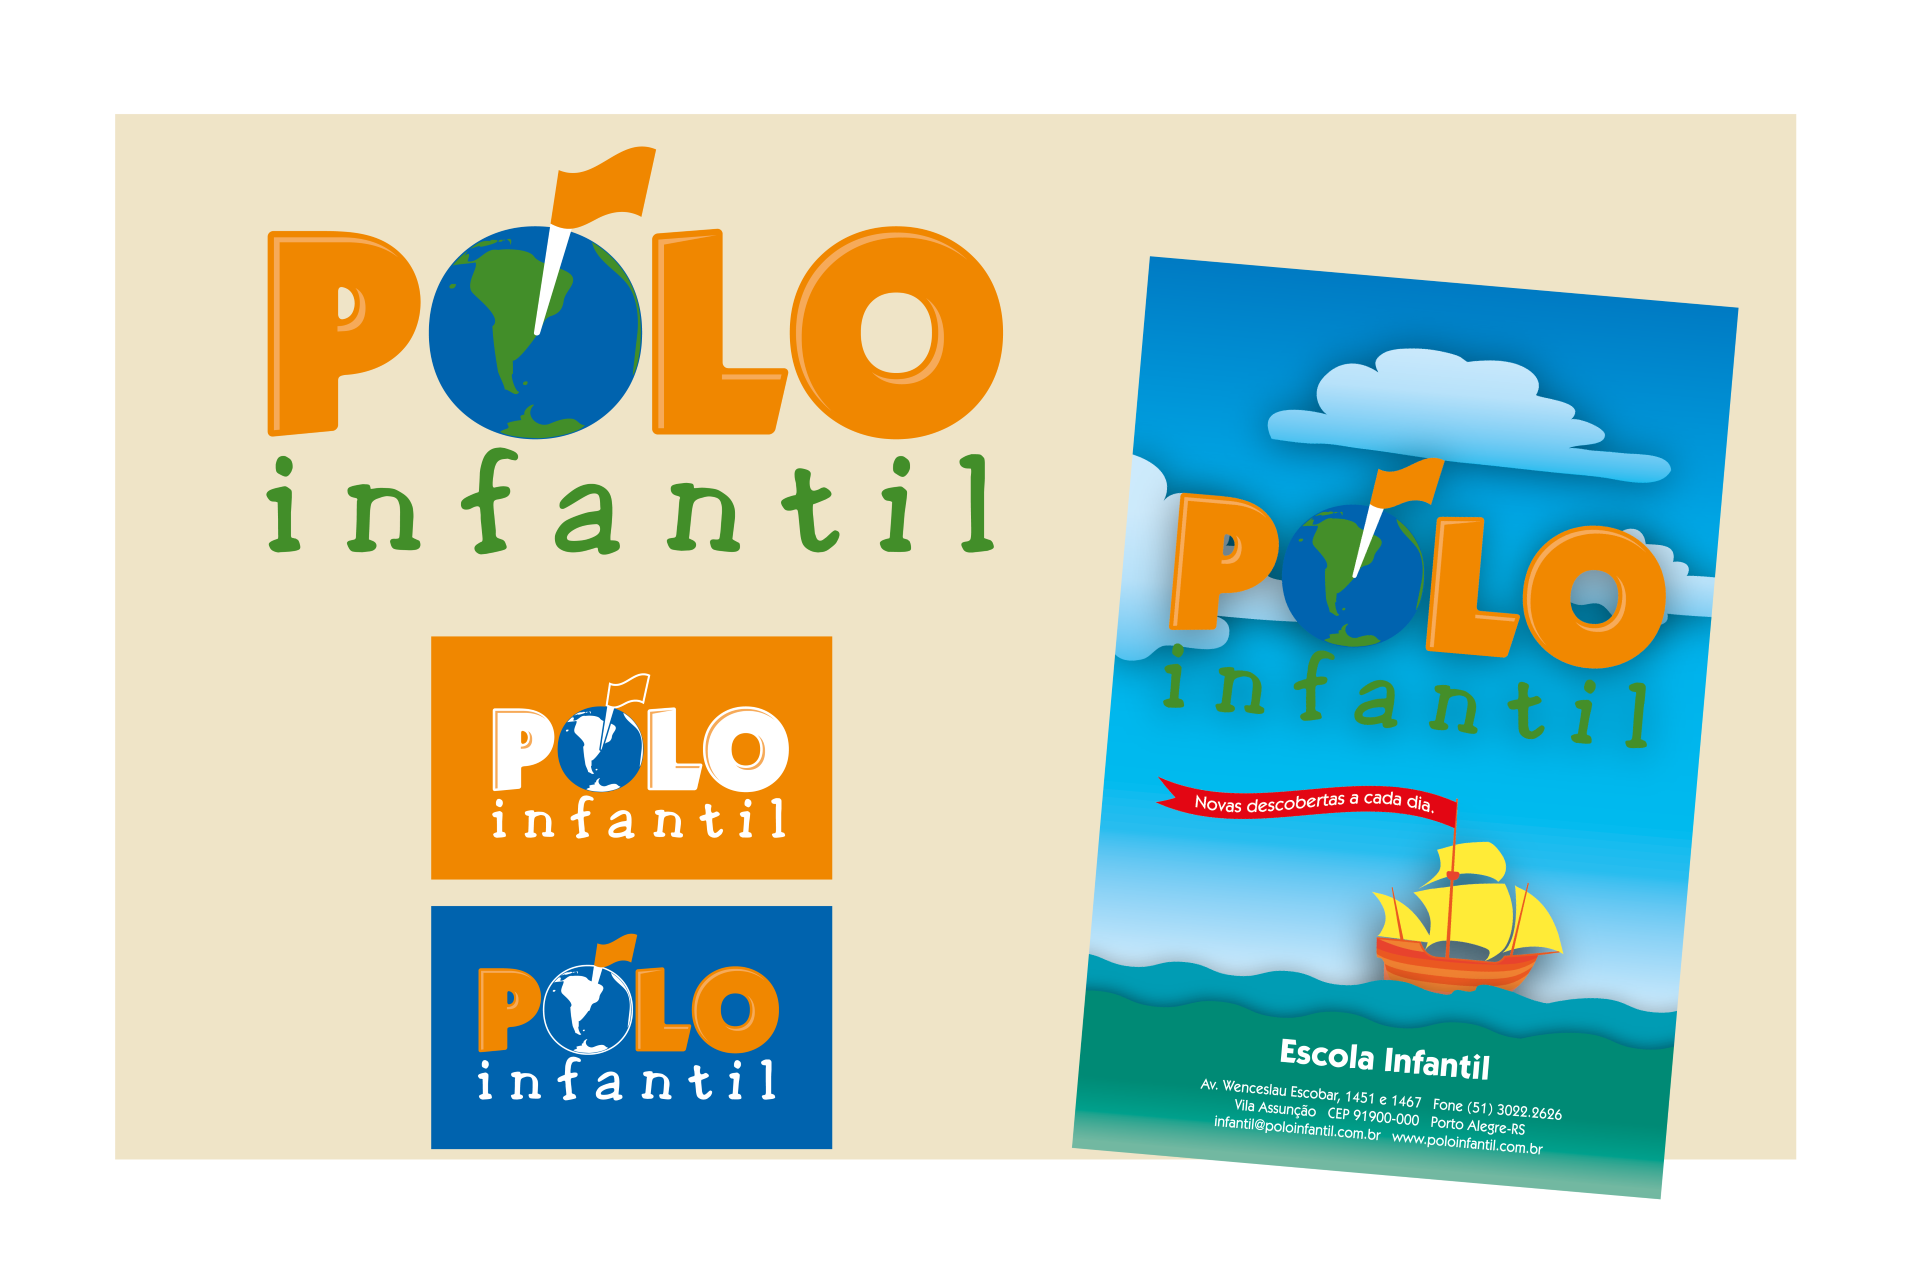 PÓLO
infantil
PÓLO
infantil
PÓLO
infantil
PÓLO
infantil
Novas descobertas a cada dia.
Escola Infantil
Av. Wenceslau Escobar, 1451 e 1467 Fone (51) 3022.2626
Vila Assunção CEP 91900-000 Porto Alegre-RS
infantil@poloinfantil.com.br www.poloinfantil.com.br